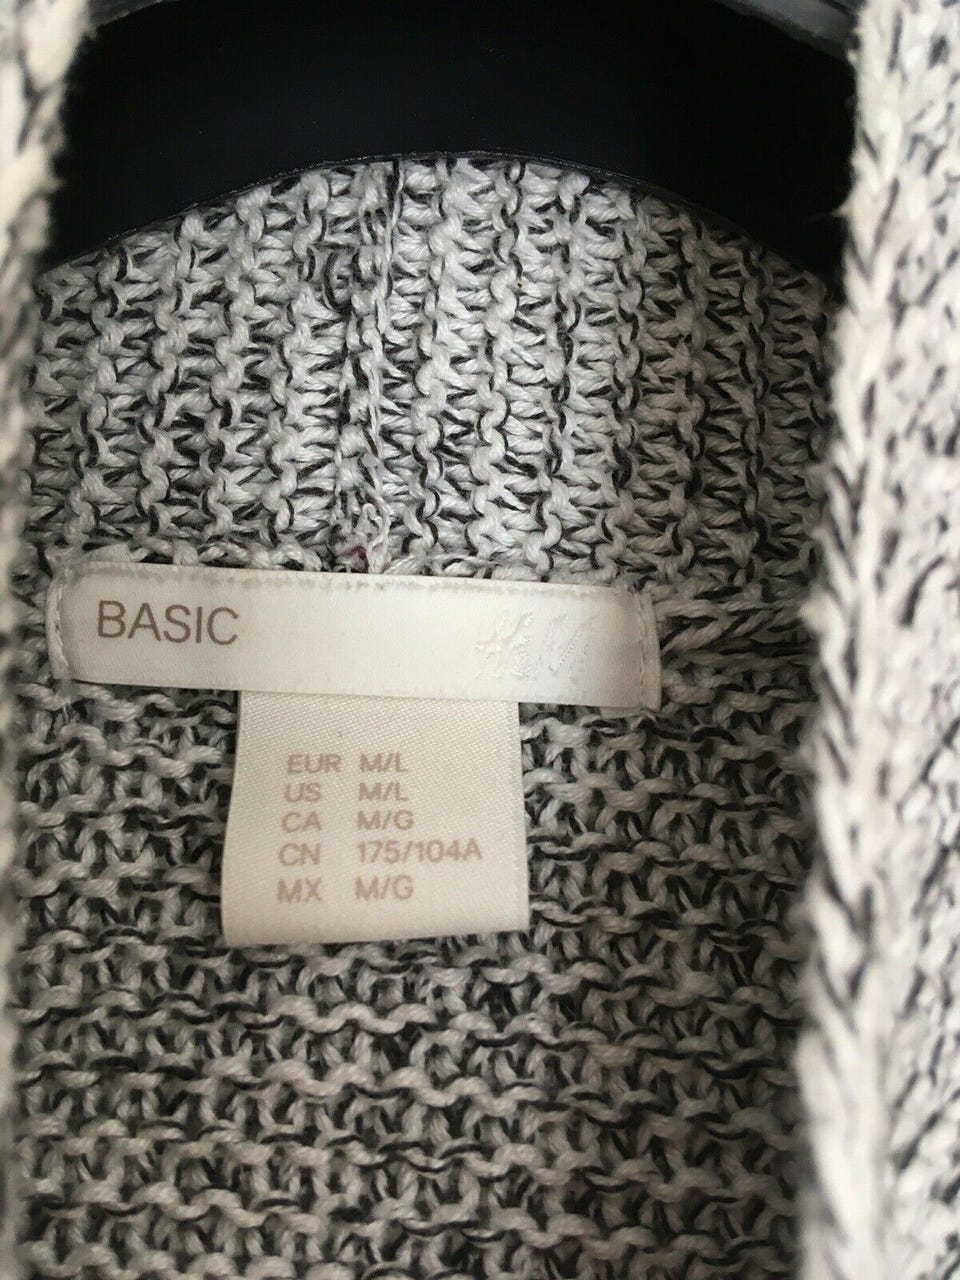 BASIC H&M
EUR M/L
US M/L
CA M/G
CN 175/104A
MX M/G